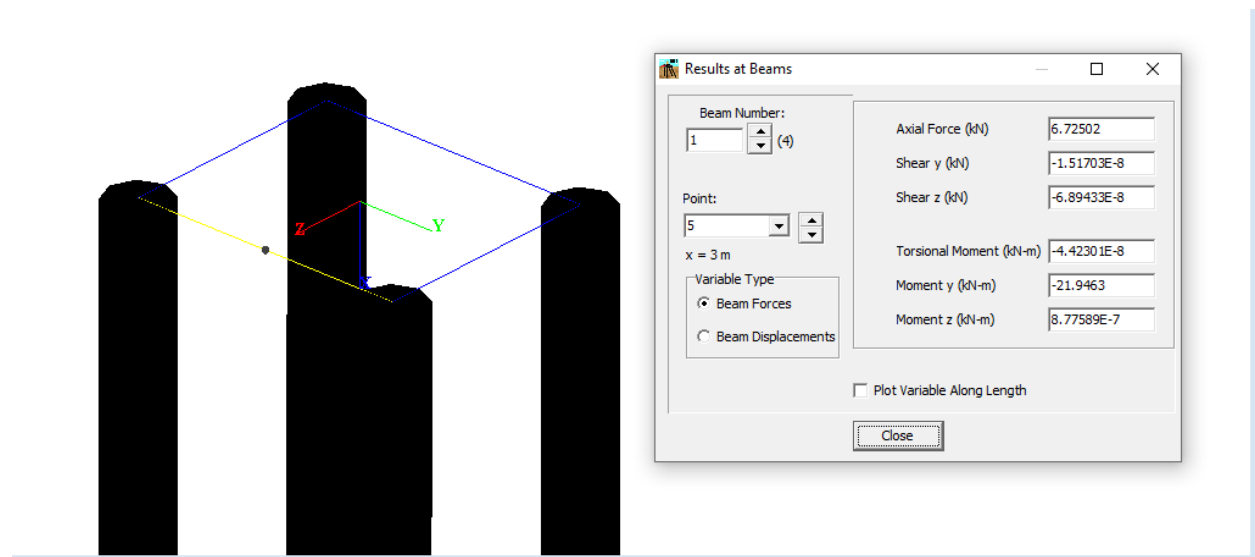 Results at Beams
Beam Number:
1 (4)
Point:
5
x = 3 m
Variable Type
Beam Forces
Beam Displacements
Axial Force (kN) 6.72502
Shear y (kN) -1.51703E-8
Shear z (kN) -6.89433E-8
Torsional Moment (kN-m) -4.42301E-8
Moment y (kN-m) -21.9463
Moment z (kN-m) 8.77589E-7
Plot Variable Along Length
Close
Z
Y
X